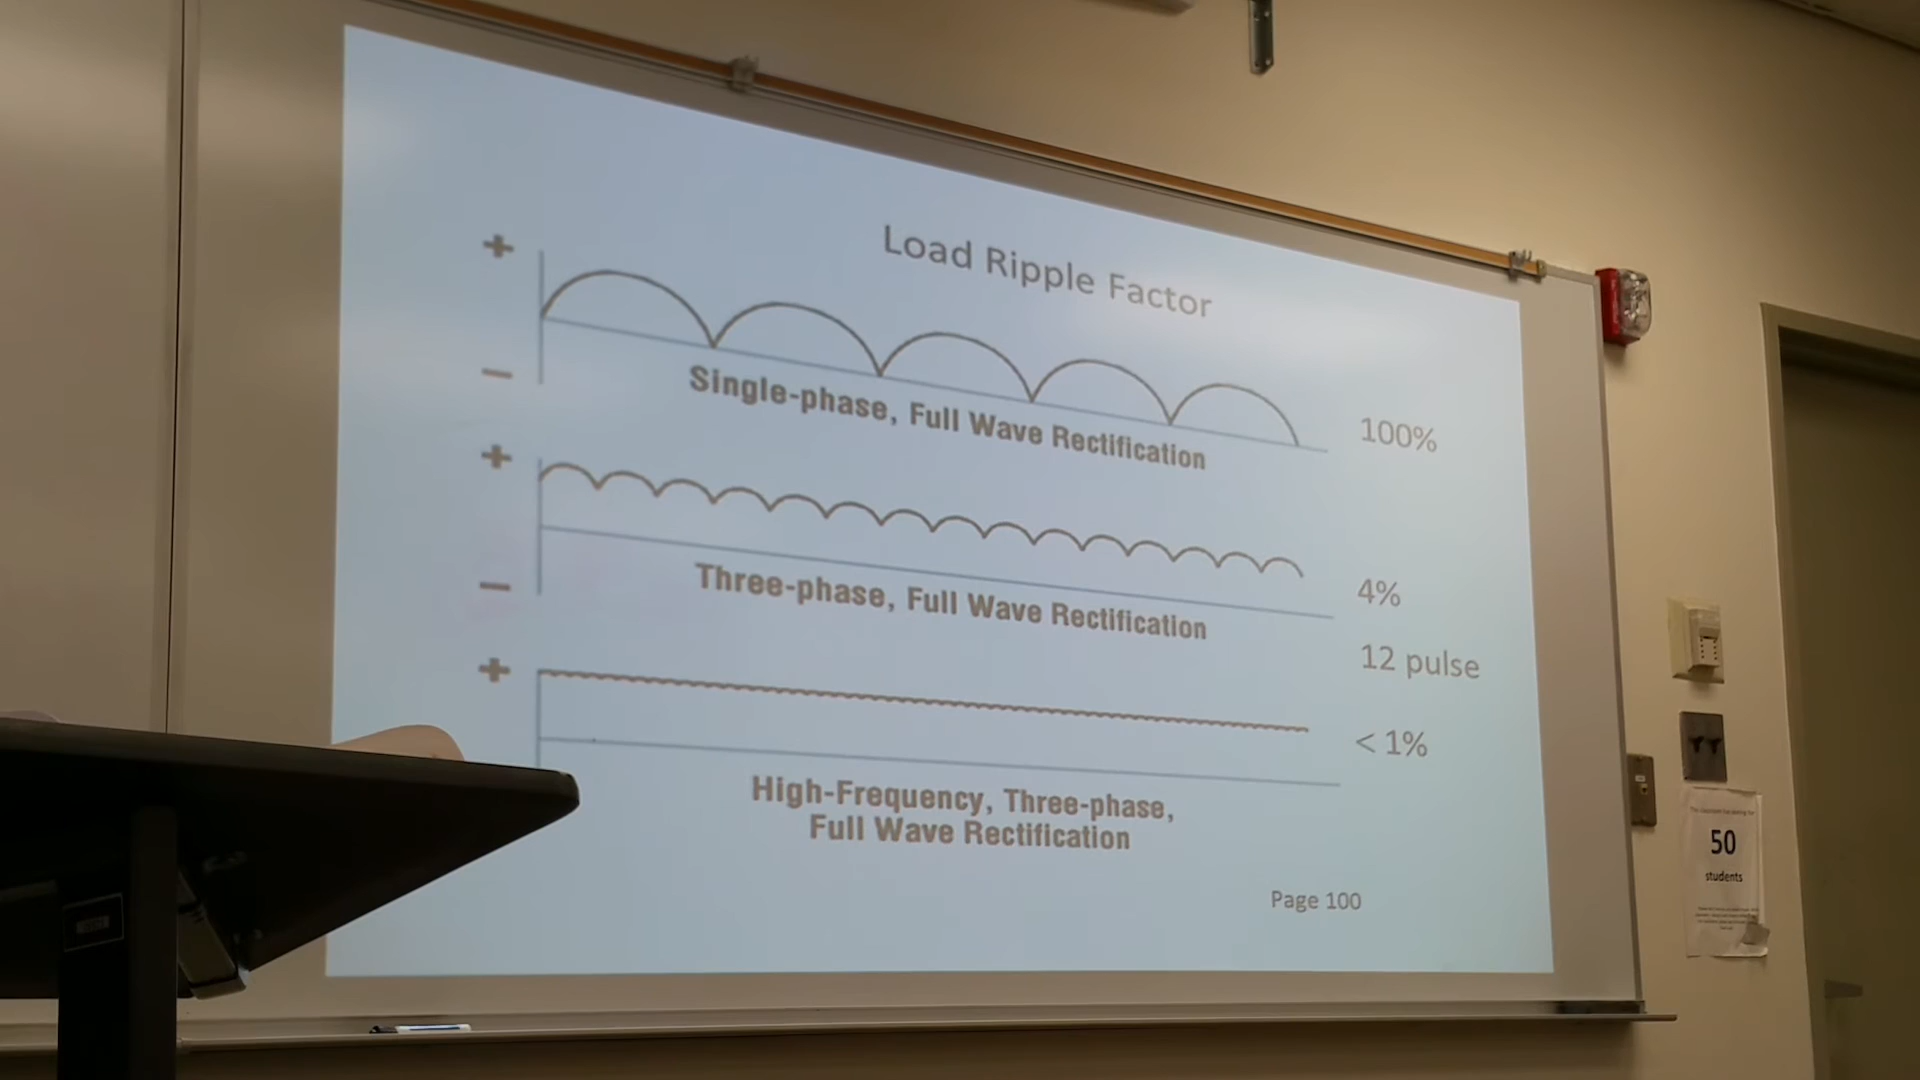 Load Ripple Factor
+
−
Single-phase, Full Wave Rectification
100%
+
−
Three-phase, Full Wave Rectification
4%
12 pulse
+
< 1%
High-Frequency, Three-phase,
Full Wave Rectification
Page 100
50
students